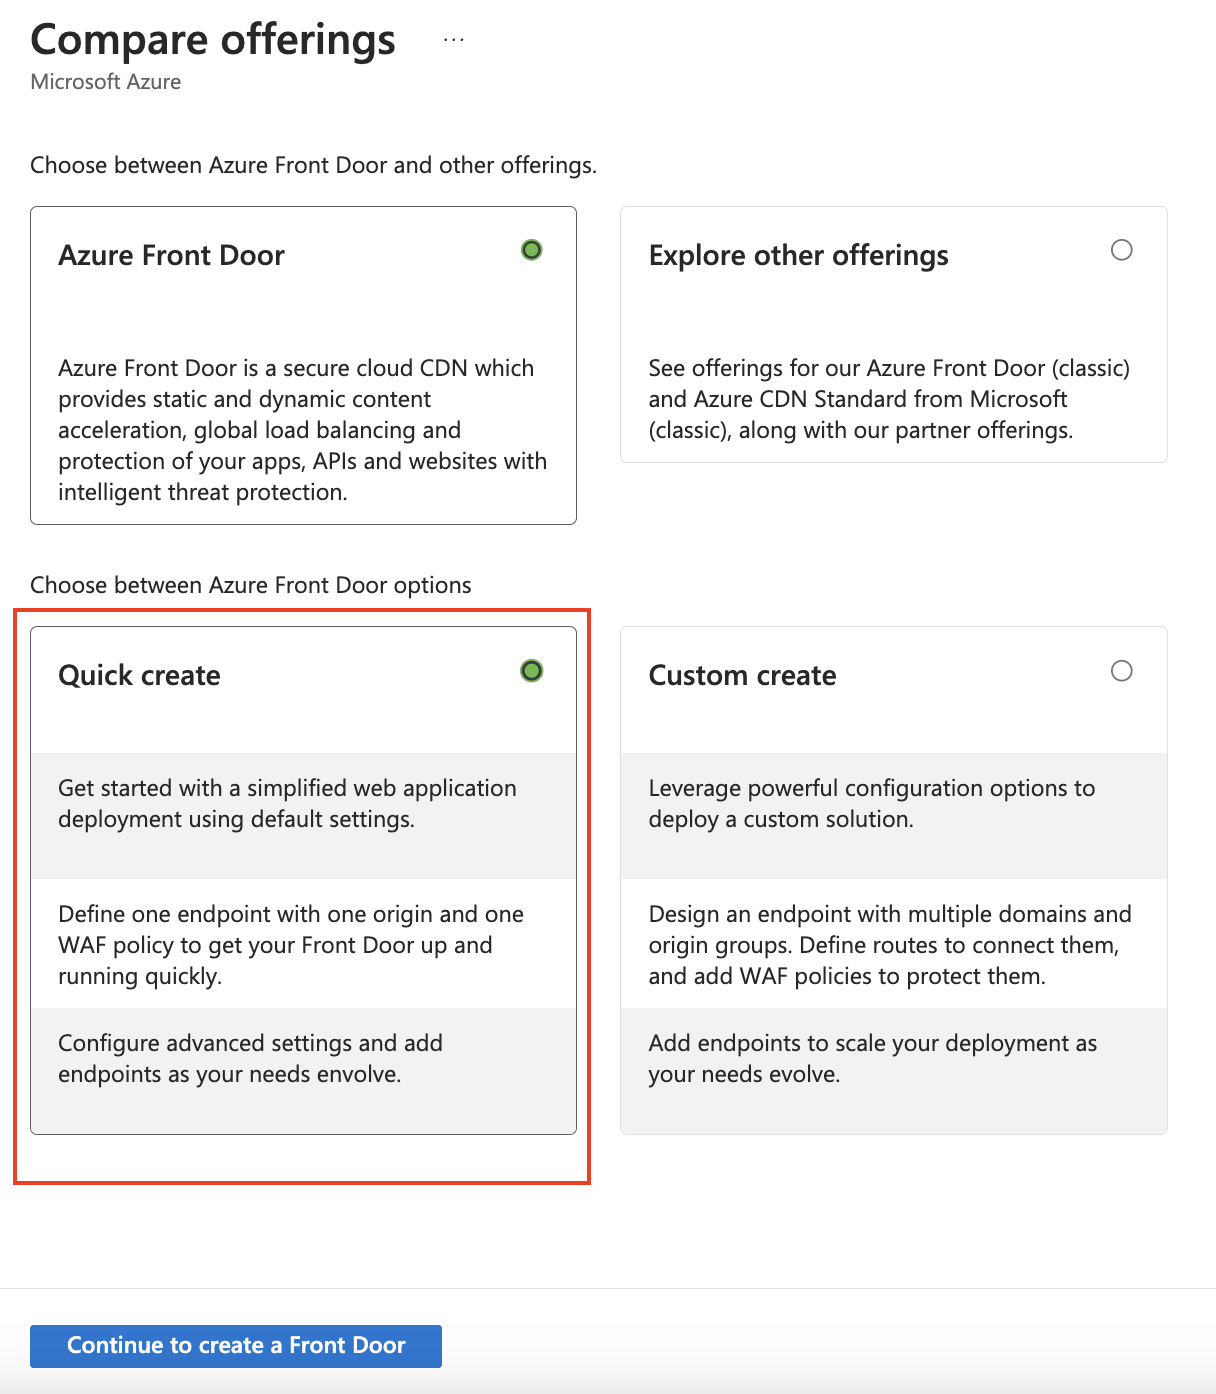 Compare offerings ...
Microsoft Azure
Choose between Azure Front Door and other offerings.
Azure Front Door
Azure Front Door is a secure cloud CDN which
provides static and dynamic content
acceleration, global load balancing and
protection of your apps, APIs and websites with
intelligent threat protection.
Explore other offerings
See offerings for our Azure Front Door (classic)
and Azure CDN Standard from Microsoft
(classic), along with our partner offerings.
Choose between Azure Front Door options
Quick create
Get started with a simplified web application
deployment using default settings.
Define one endpoint with one origin and one
WAF policy to get your Front Door up and
running quickly.
Configure advanced settings and add
endpoints as your needs envolve.
Custom create
Leverage powerful configuration options to
deploy a custom solution.
Design an endpoint with multiple domains and
origin groups. Define routes to connect them,
and add WAF policies to protect them.
Add endpoints to scale your deployment as
your needs evolve.
Continue to create a Front Door